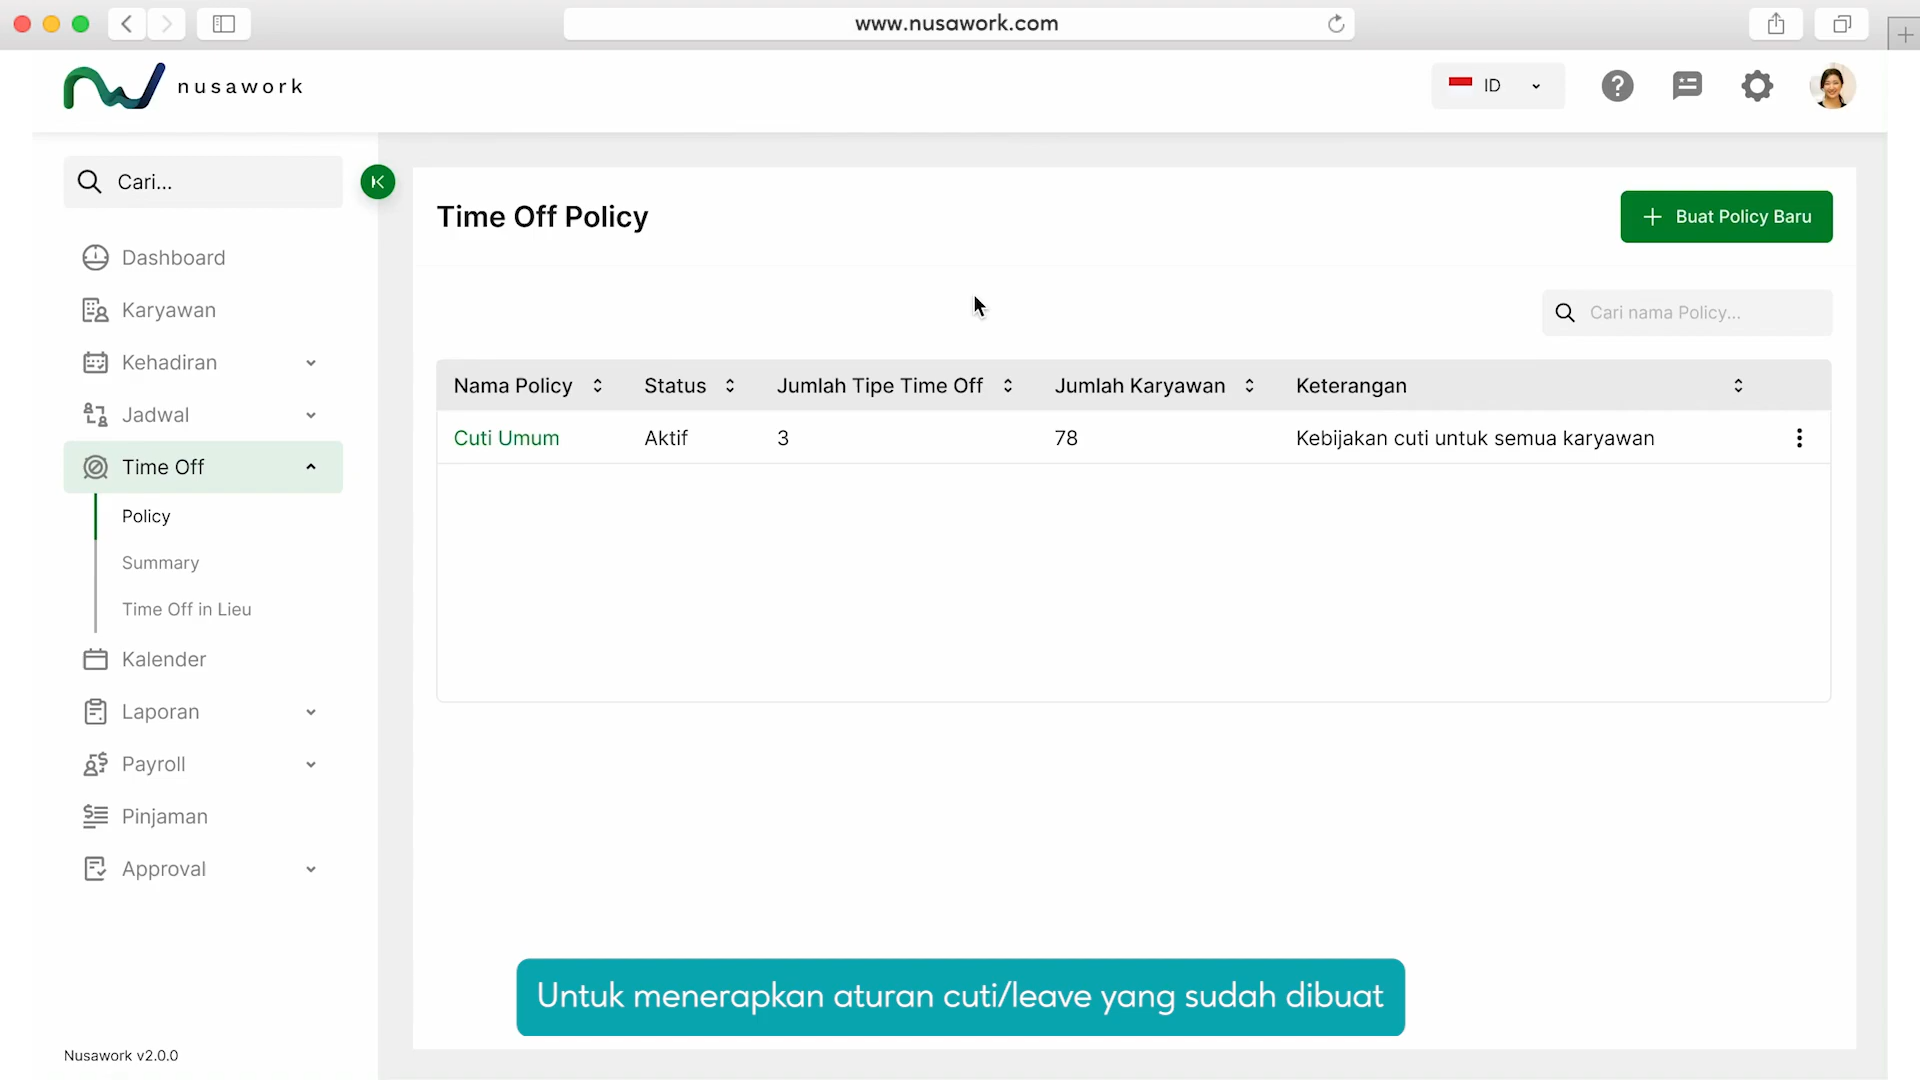 www.nusawork.com
nusawork
ID
Cari...
Dashboard
Karyawan
Kehadiran
Jadwal
Time Off
Policy
Summary
Time Off in Lieu
Kalender
Laporan
Payroll
Pinjaman
Approval
Nusawork v2.0.0
Time Off Policy
+ Buat Policy Baru
Cari nama Policy...
Nama Policy Status Jumlah Tipe Time Off Jumlah Karyawan Keterangan
Cuti Umum Aktif 3 78 Kebijakan cuti untuk semua karyawan
Untuk menerapkan aturan cuti/leave yang sudah dibuat